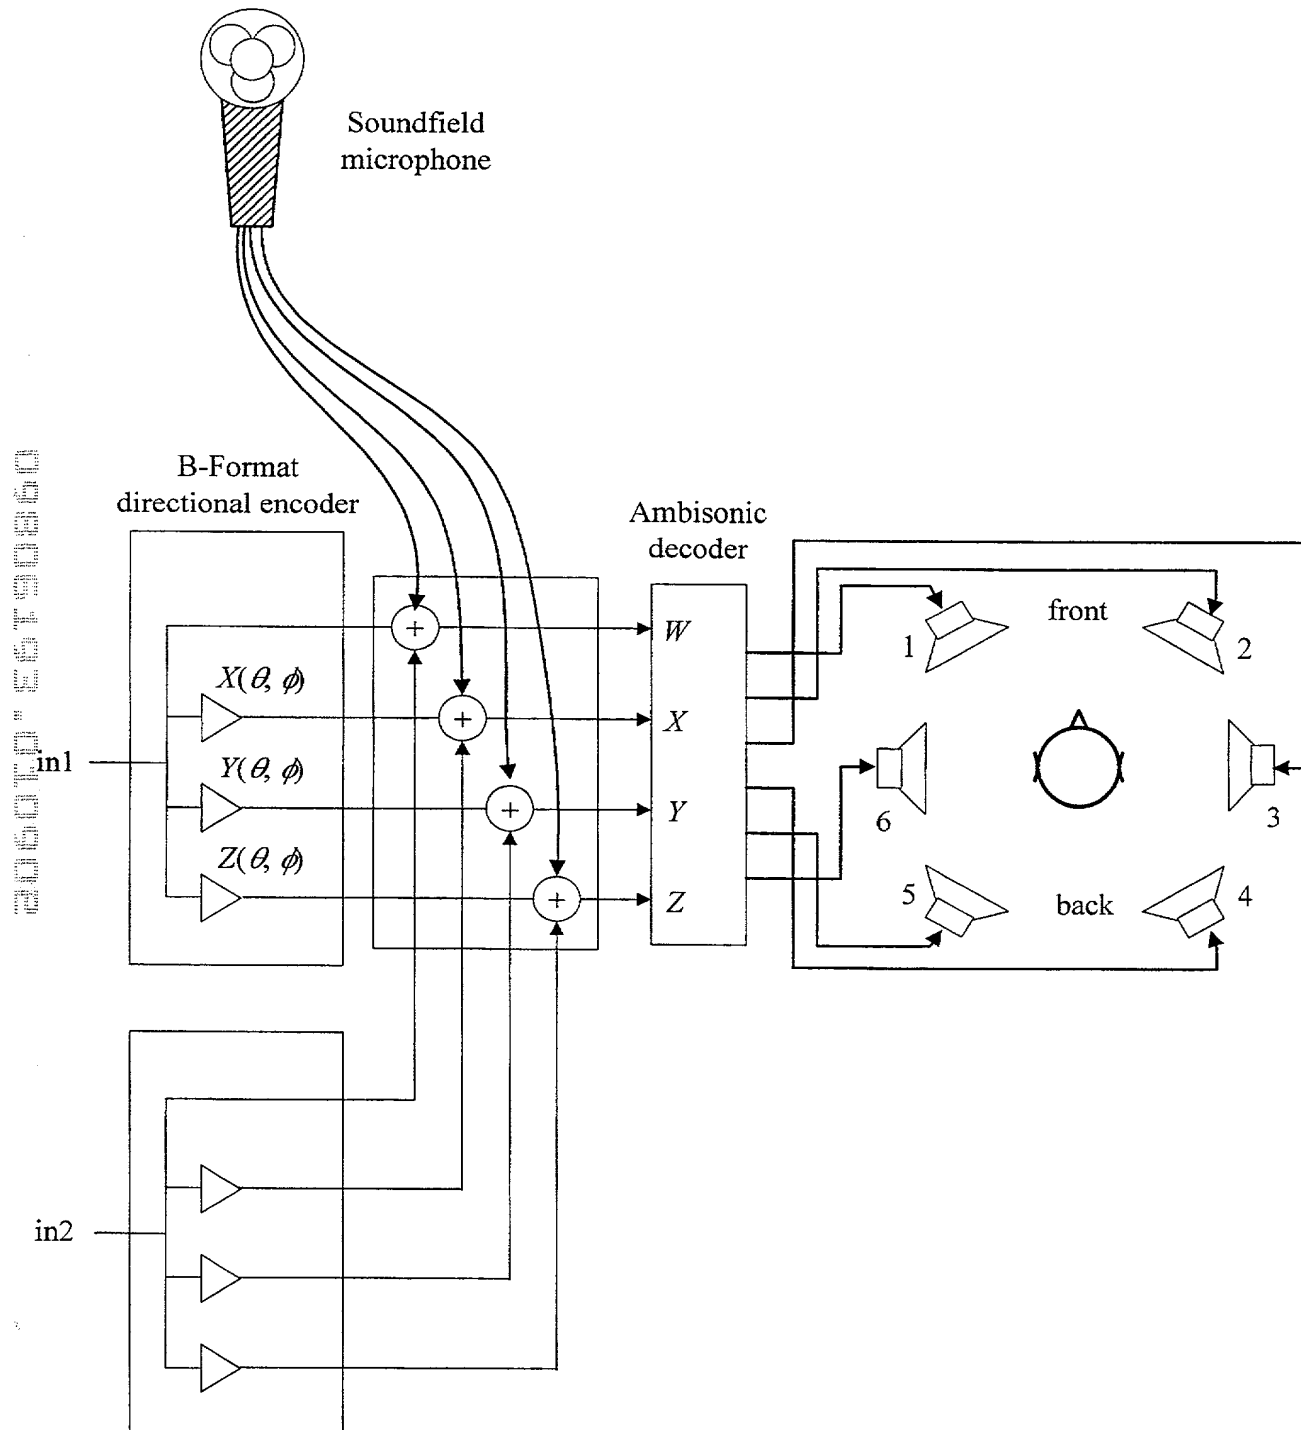 Soundfield
microphone
B-Format
directional encoder
Ambisonic
decoder
W
X
Y
Z
X(θ, ϕ)
Y(θ, ϕ)
Z(θ, ϕ)
in1
in2
+
+
+
+
front
back
1
2
3
4
5
6